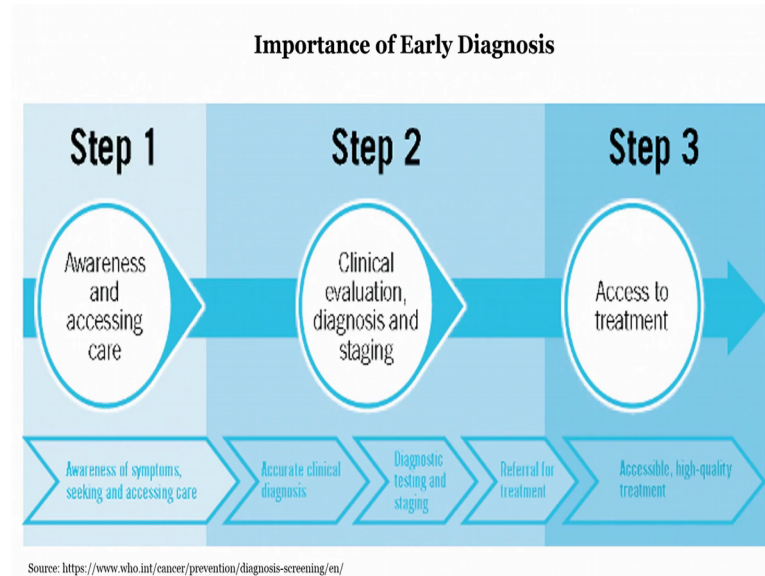 Importance of Early Diagnosis
Step 1
Step 2
Step 3
Awareness
and
accessing
care
Clinical
evaluation,
diagnosis and
staging
Access to
treatment
Awareness of symptoms,
seeking and accessing care
Accurate clinical
diagnosis
Diagnostic
testing and
staging
Referral for
treatment
Accessible, high-quality
treatment
Source: https://www.who.int/cancer/prevention/diagnosis-screening/en/